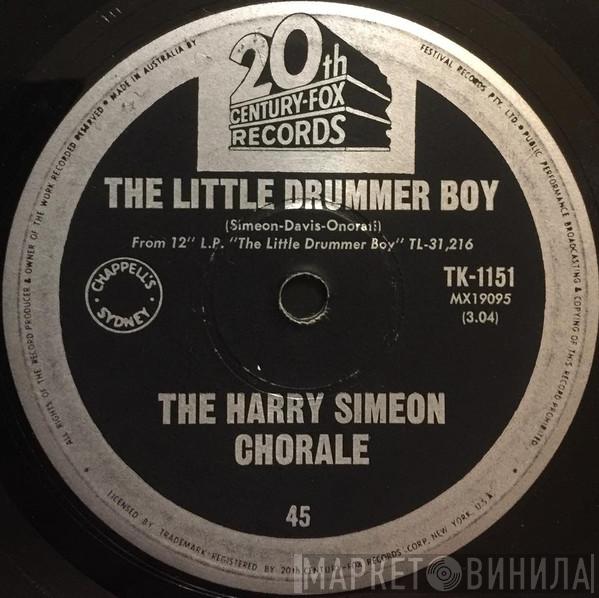 20th
CENTURY-FOX
RECORDS
THE LITTLE DRUMMER BOY
(Simeon-Davis-Onorati)
From 12" L.P. "The Little Drummer Boy" TL-31,216
CHAPPELL'S
SYDNEY
TK-1151
MX19095
(3.04)
THE HARRY SIMEON
CHORALE
45
ALL RIGHTS OF THE RECORD PRODUCER & OWNER OF THE WORK RECORDED RESERVED • MADE IN AUSTRALIA BY
FESTIVAL RECORDS PTY. LTD. • PUBLIC PERFORMANCE BROADCASTING & COPYING OF THIS RECORD PROHIBITED
LICENSED BY TRADEMARK-REGISTERED BY 20th CENTURY-FOX RECORDS CORP. NEW YORK, U.S.A.
МАРКЕТ ВИНИЛА